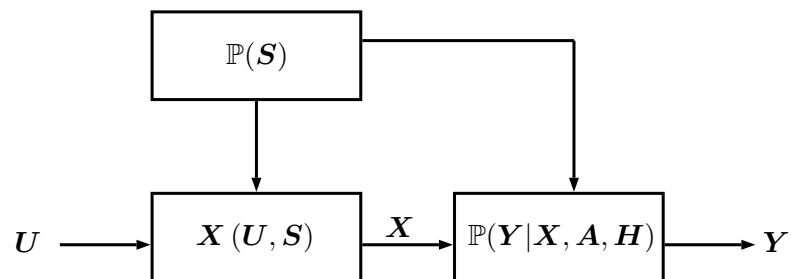 ℙ(S)
U
X (U, S)
X
ℙ(Y|X, A, H)
Y